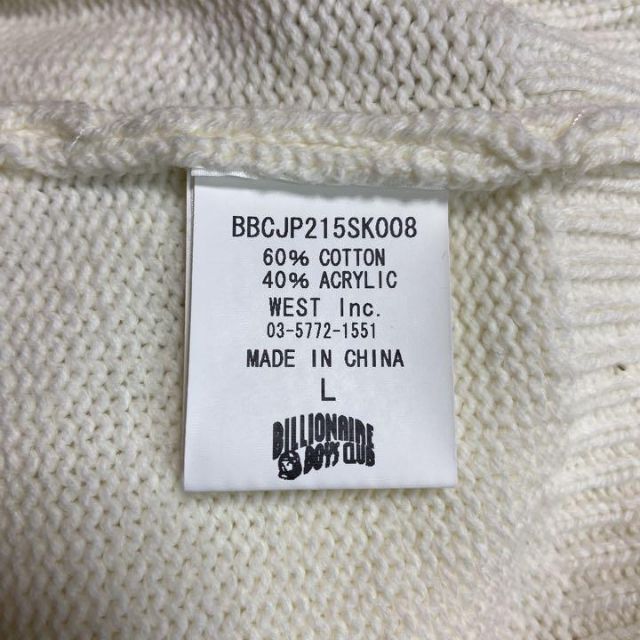 BBCJP215SK008
60% COTTON
40% ACRYLIC
WEST Inc.
03-5772-1551
MADE IN CHINA
L
BILLIONAIRE
BOYS CLUB